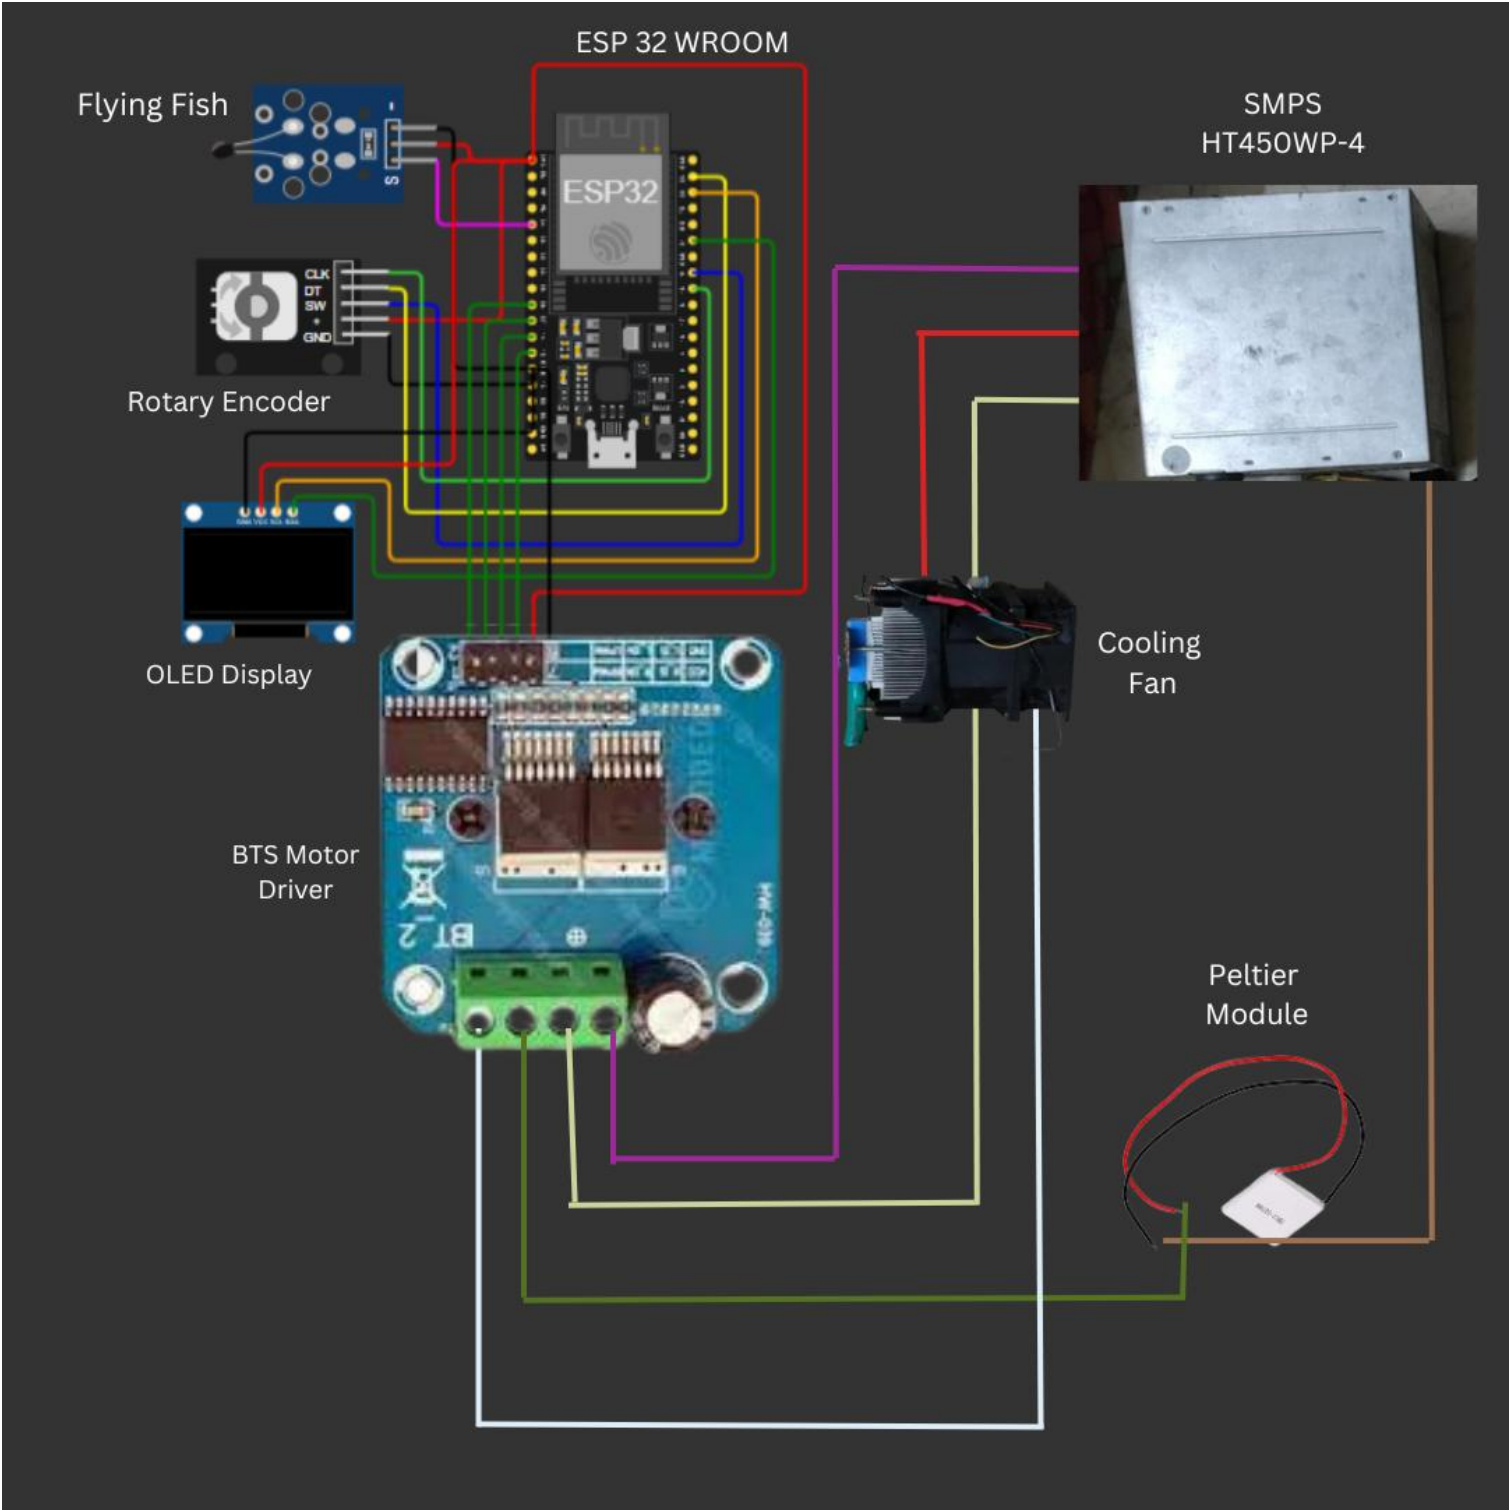 ESP 32 WROOM
Flying Fish
SMPS
HT450WP-4
-
S
ESP32
CLK
DT
SW
+
GND
Rotary Encoder
OLED Display
Cooling
Fan
BTS Motor
Driver
HW-039
BT_2
Peltier
Module